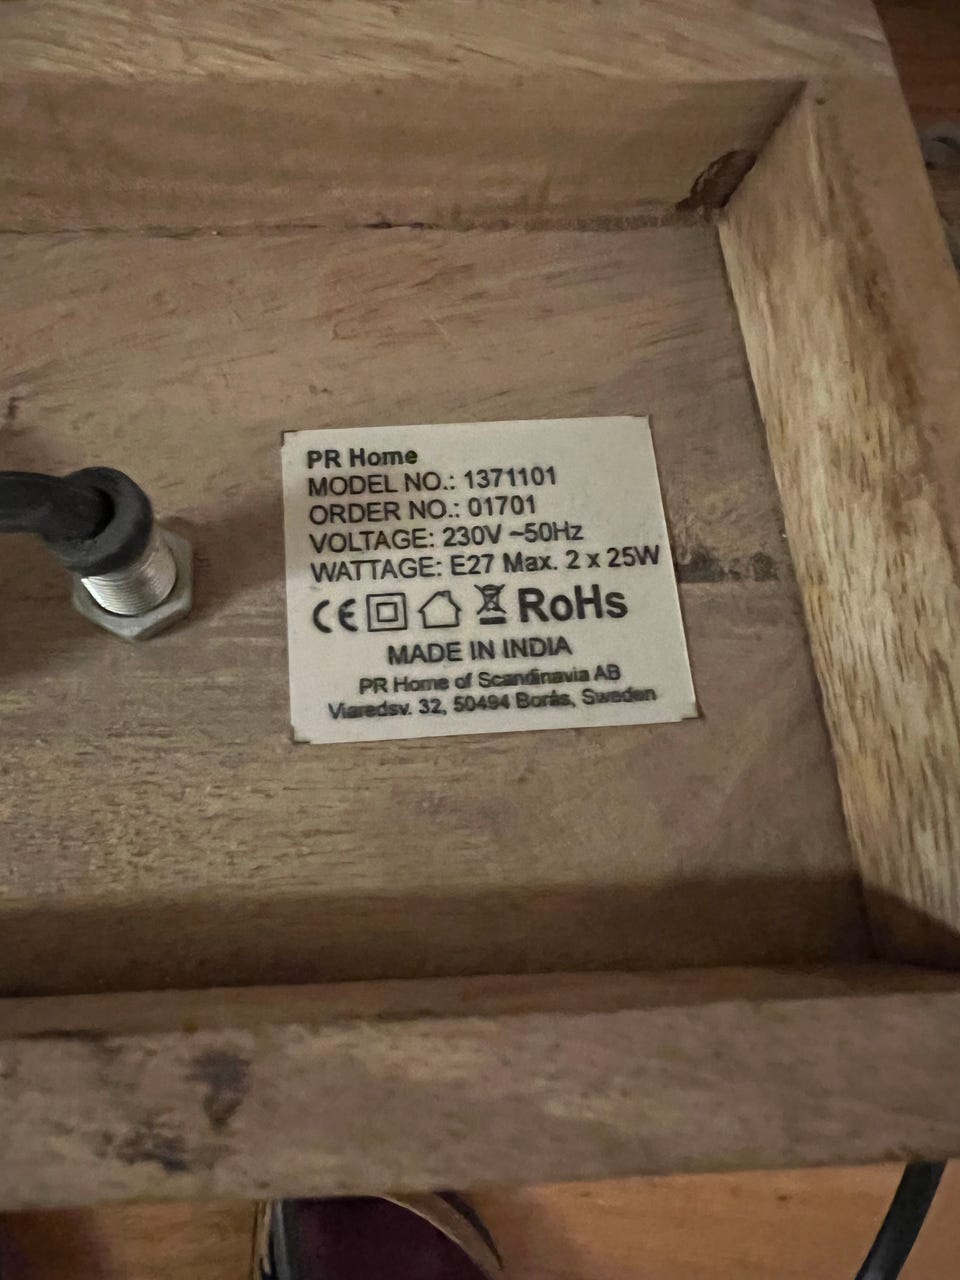 PR Home
MODEL NO.: 1371101
ORDER NO.: 01701
VOLTAGE: 230V ~50Hz
WATTAGE: E27 Max. 2 x 25W
CE RoHs
MADE IN INDIA
PR Home of Scandinavia AB
Viaredsv. 32, 50494 Borås, Sweden